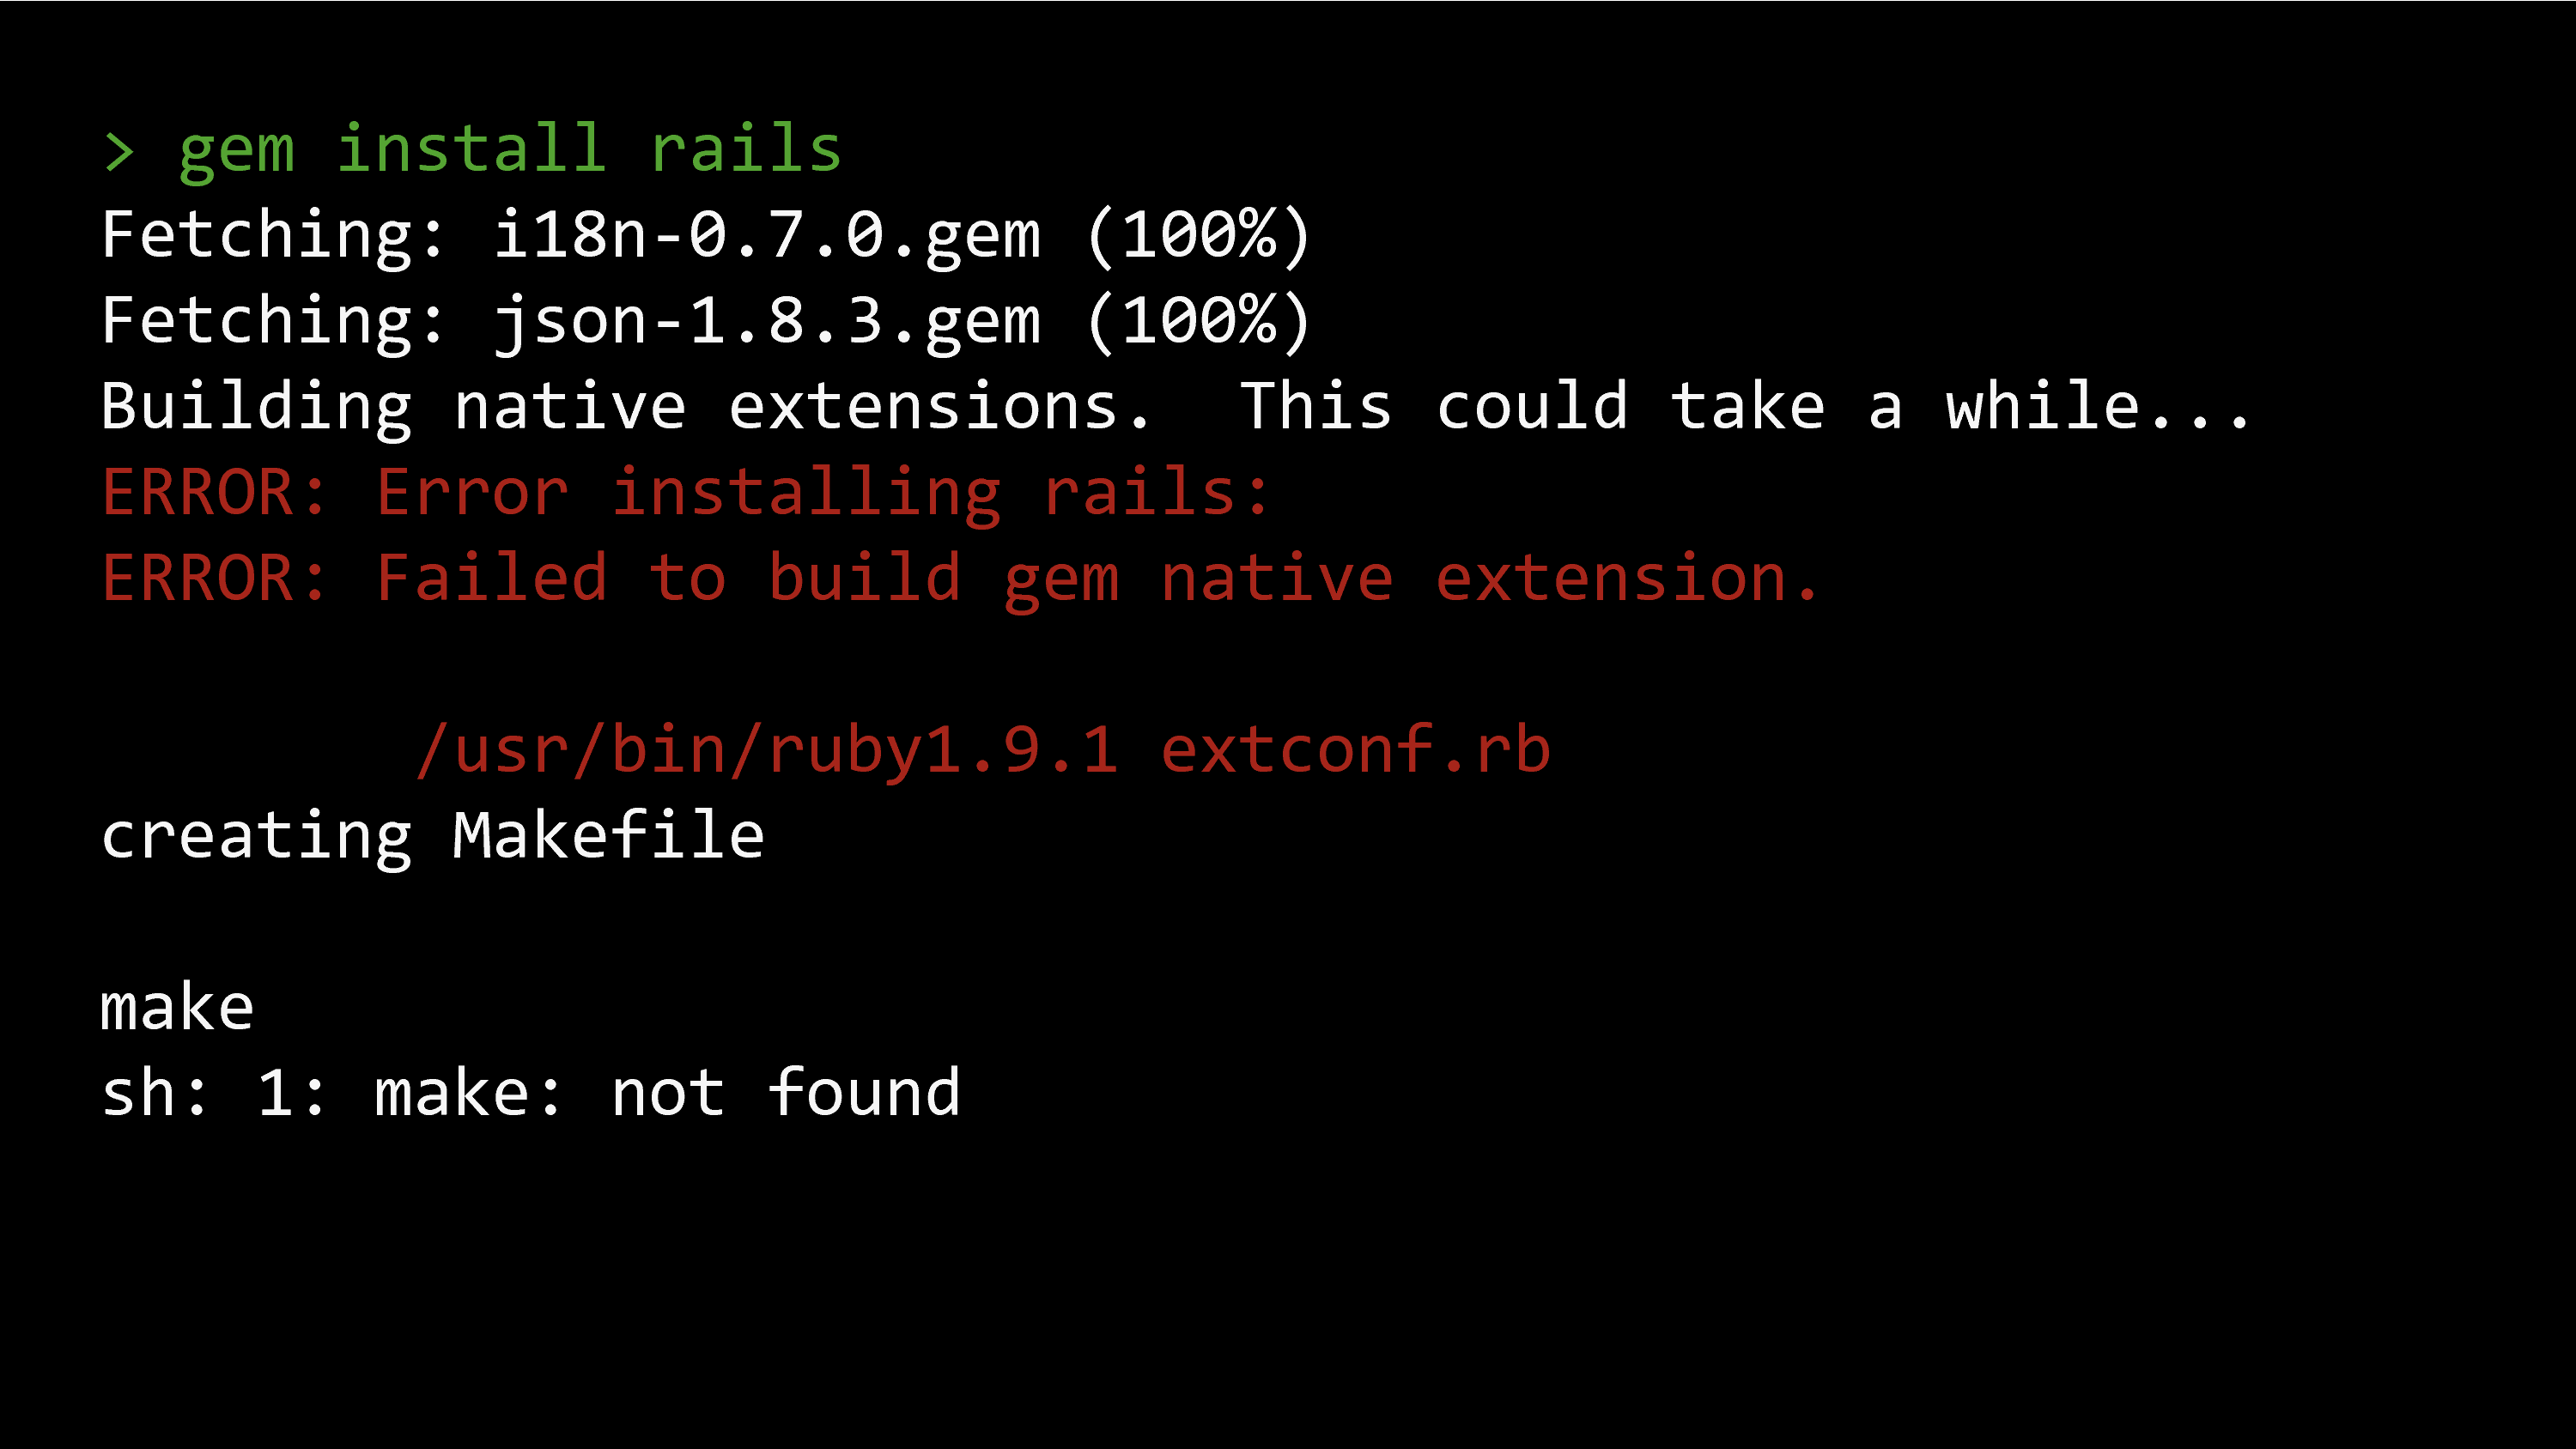 > gem install rails
Fetching: i18n-0.7.0.gem (100%)
Fetching: json-1.8.3.gem (100%)
Building native extensions.  This could take a while...
ERROR: Error installing rails:
ERROR: Failed to build gem native extension.
/usr/bin/ruby1.9.1 extconf.rb
creating Makefile
make
sh: 1: make: not found